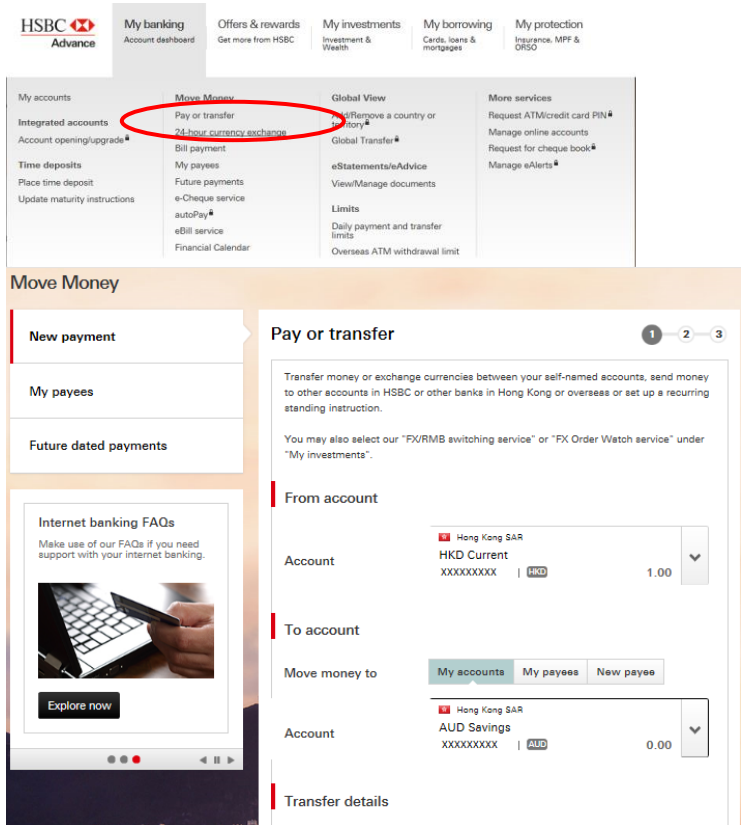 HSBC
Advance
My banking
Account dashboard
Offers & rewards
Get more from HSBC
My investments
Investment &
Wealth
My borrowing
Cards, loans &
mortgages
My protection
Insurance, MPF &
ORSO
My accounts
Integrated accounts
Account opening/upgrade
Time deposits
Place time deposit
Update maturity instructions
Move Money
Pay or transfer
24-hour currency exchange
Bill payment
My payees
Future payments
e-Cheque service
autoPay
eBill service
Financial Calendar
Global View
Add/Remove a country or
territory
Global Transfer
eStatements/eAdvice
View/Manage documents
Limits
Daily payment and transfer
limits
Overseas ATM withdrawal limit
More services
Request ATM/credit card PIN
Manage online accounts
Request for cheque book
Manage eAlerts
Move Money
New payment
My payees
Future dated payments
Internet banking FAQs
Make use of our FAQs if you need
support with your internet banking.
Explore now
Pay or transfer
1 2 3
Transfer money or exchange currencies between your self-named accounts, send money
to other accounts in HSBC or other banks in Hong Kong or overseas or set up a recurring
standing instruction.
You may also select our "FX/RMB switching service" or "FX Order Watch service" under
"My investments".
From account
Account
Hong Kong SAR
HKD Current
XXXXXXXXX | HKD 1.00
To account
Move money to
My accounts My payees New payee
Account
Hong Kong SAR
AUD Savings
XXXXXXXXX | AUD 0.00
Transfer details